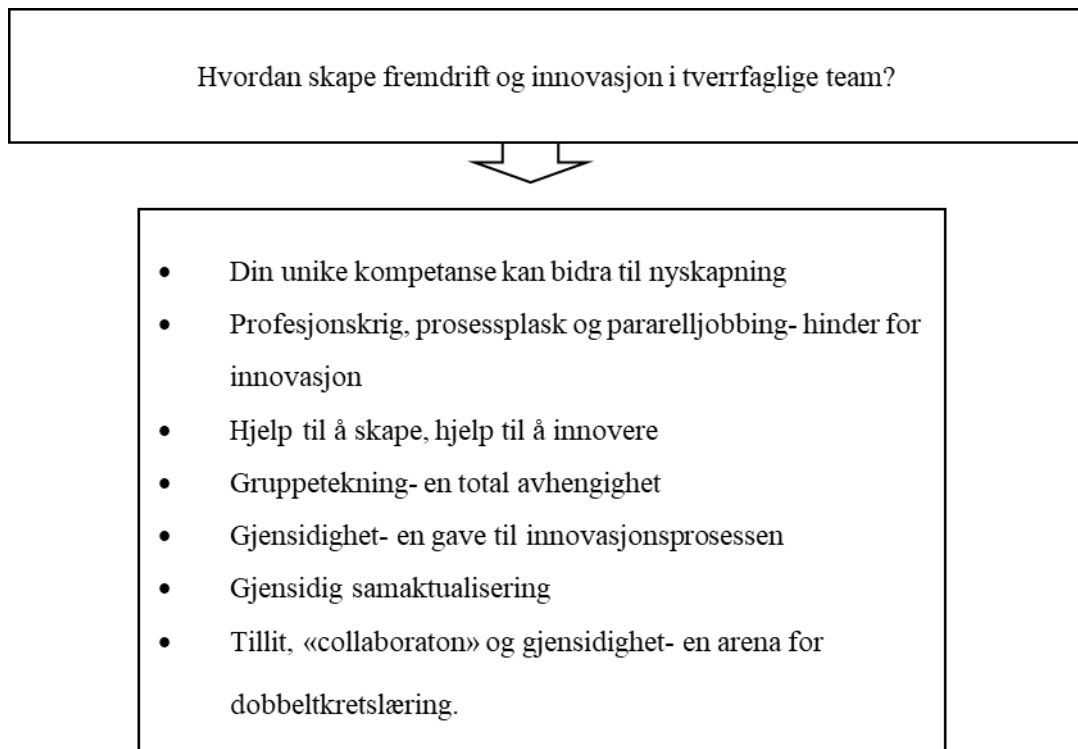 Hvordan skape fremdrift og innovasjon i tverrfaglige team?
• Din unike kompetanse kan bidra til nyskapning
• Profesjonskrig, prosessplask og pararelljobbing- hinder for
innovasjon
• Hjelp til å skape, hjelp til å innovere
• Gruppetekning- en total avhengighet
• Gjensidighet- en gave til innovasjonsprosessen
• Gjensidig samaktualisering
• Tillit, «collaboraton» og gjensidighet- en arena for
dobbeltkretslæring.